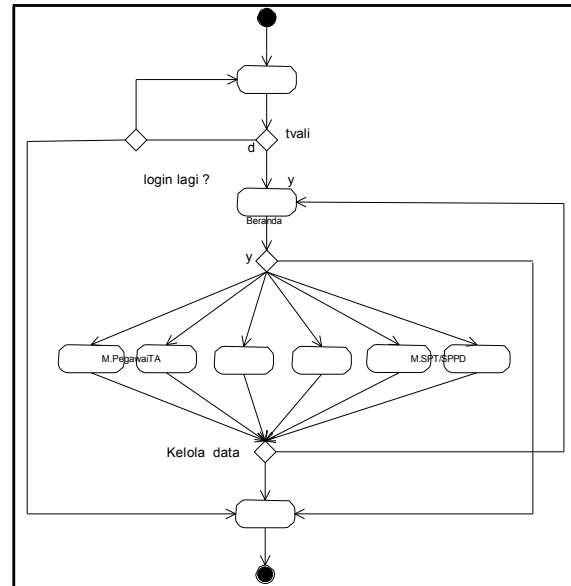 tvali
d
login lagi ?
y
Beranda
y
M.PegawaiTA
M.SPT/SPPD
Kelola data